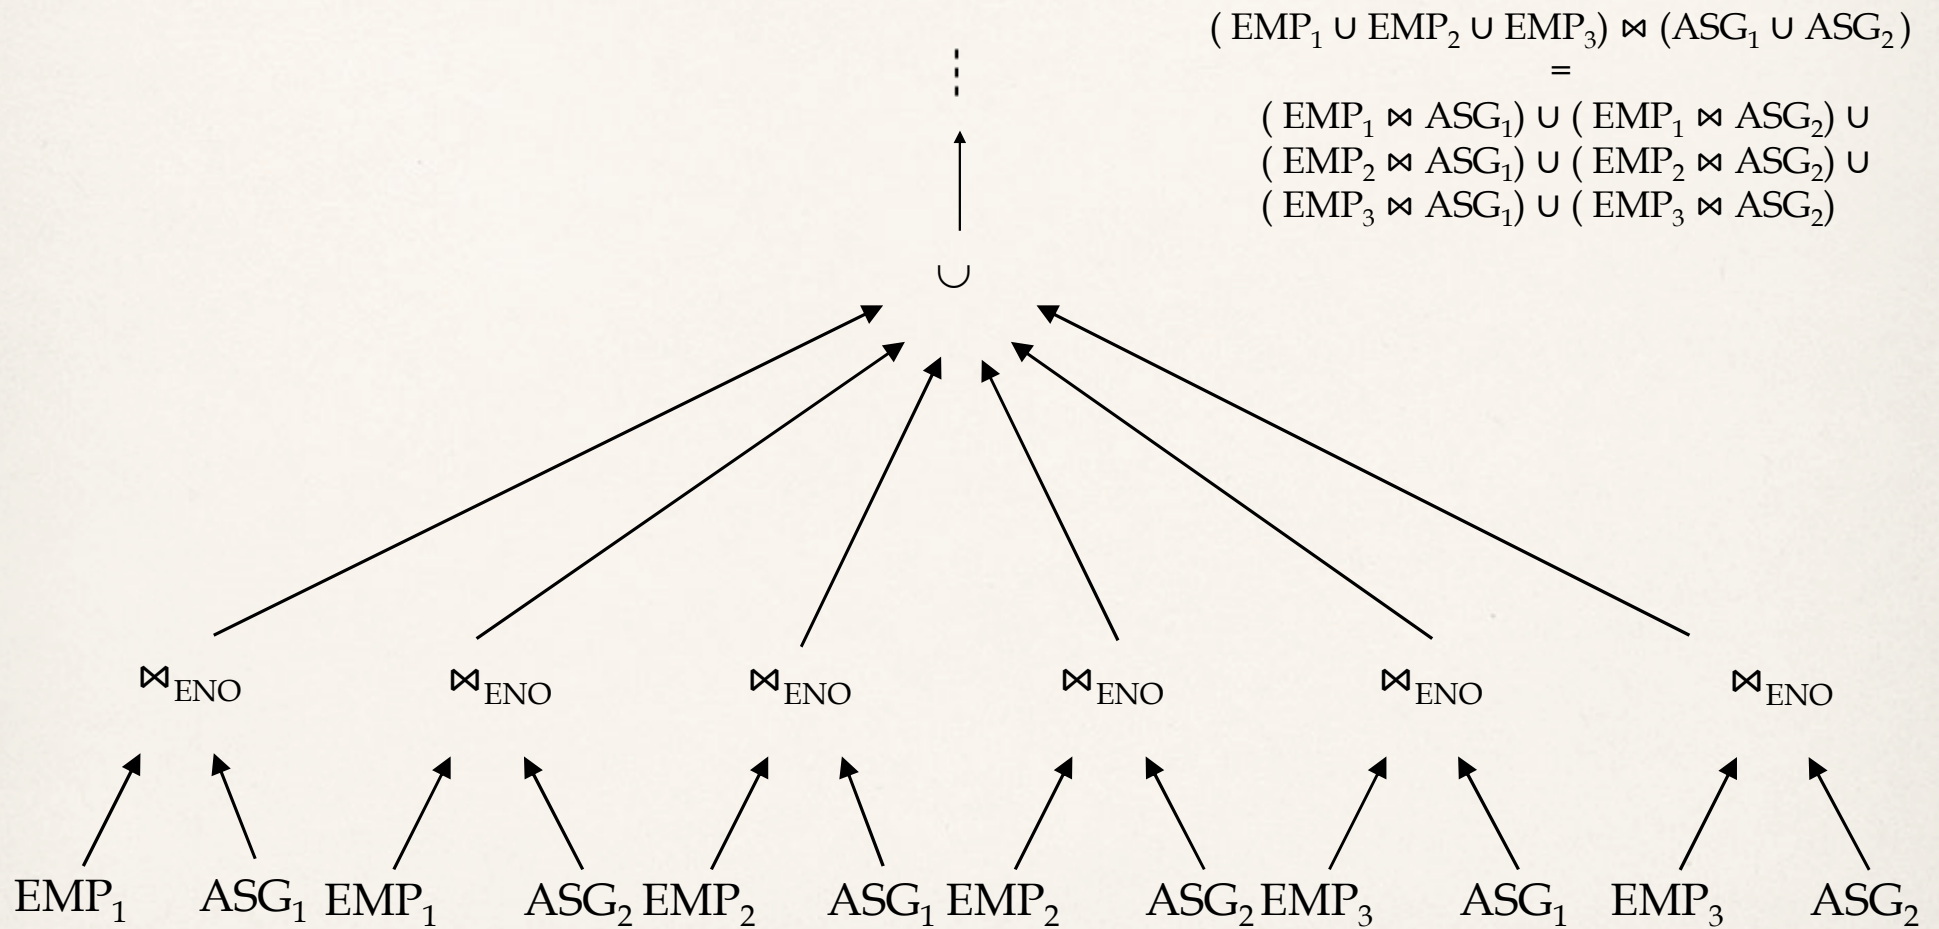 ( EMP₁ ∪ EMP₂ ∪ EMP₃) ⋈ (ASG₁ ∪ ASG₂ )
=
( EMP₁ ⋈ ASG₁) ∪ ( EMP₁ ⋈ ASG₂) ∪
( EMP₂ ⋈ ASG₁) ∪ ( EMP₂ ⋈ ASG₂) ∪
( EMP₃ ⋈ ASG₁) ∪ ( EMP₃ ⋈ ASG₂)
∪
⋈ENO ⋈ENO ⋈ENO ⋈ENO ⋈ENO ⋈ENO
EMP₁ ASG₁ EMP₁ ASG₂ EMP₂ ASG₁ EMP₂ ASG₂ EMP₃ ASG₁ EMP₃ ASG₂